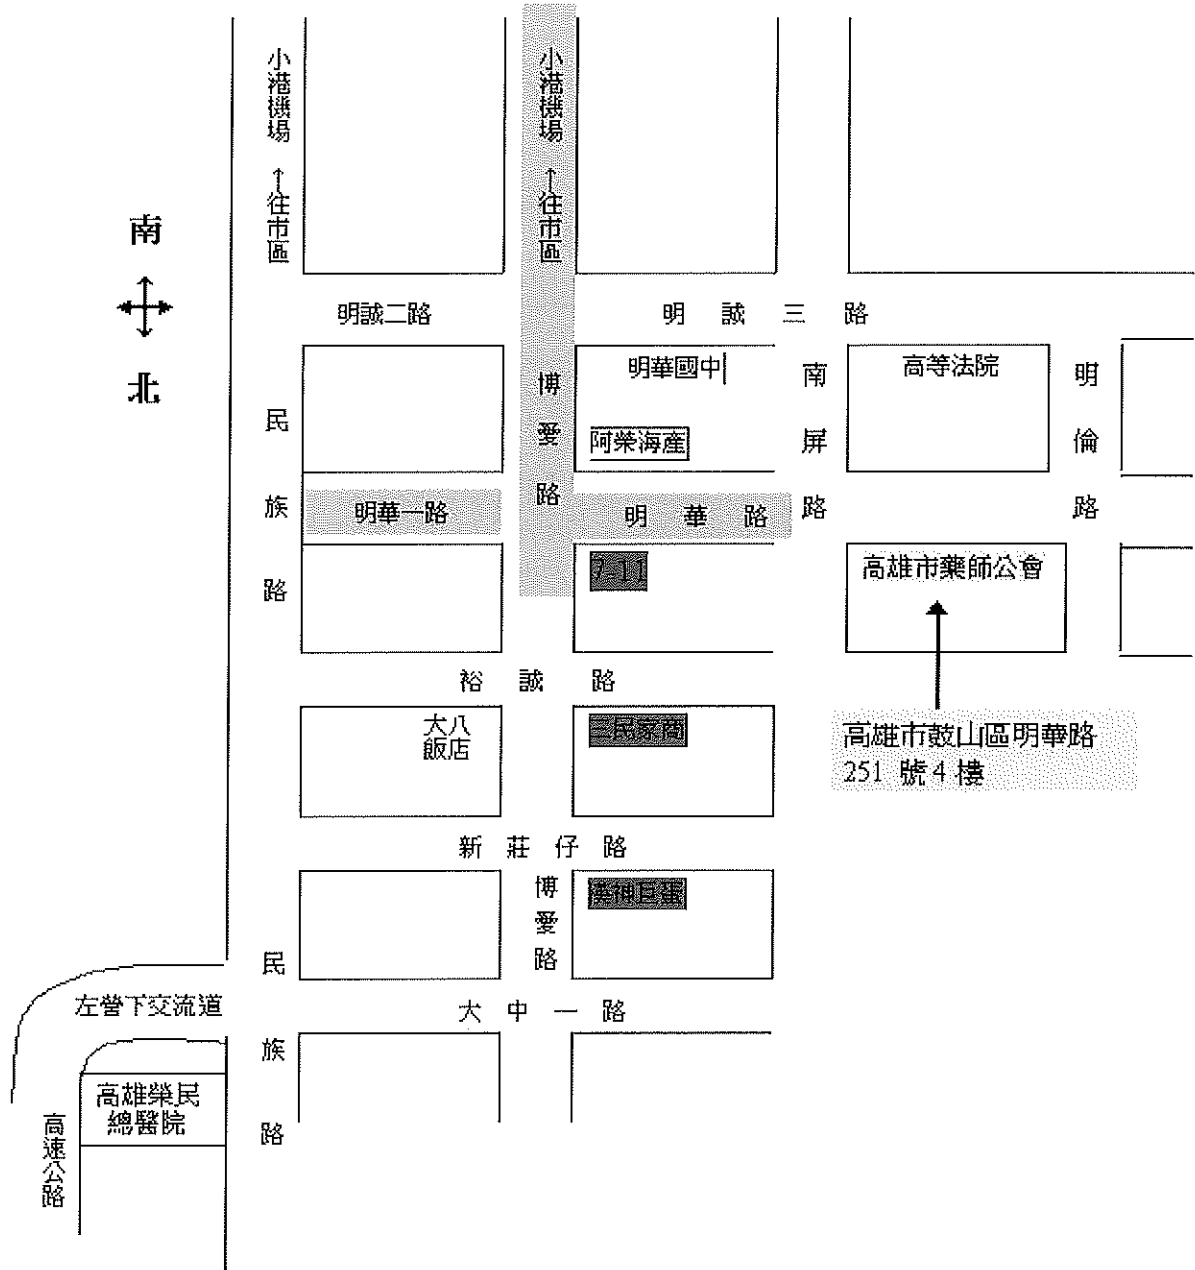 小港機場 ↑往市區
小港機場 ↑往市區
南
北
明誠二路
明誠三路
民族路
博愛路
明華國中
阿榮海產
南屏路
高等法院
明倫路
明華一路
明華路
7-11
高雄市藥師公會
裕誠路
大八
飯店
三民家商
高雄市鼓山區明華路
251 號 4 樓
新莊仔路
博愛路
漢神巨蛋
民族路
左營下交流道
大中一路
高雄榮民
總醫院
高速公路